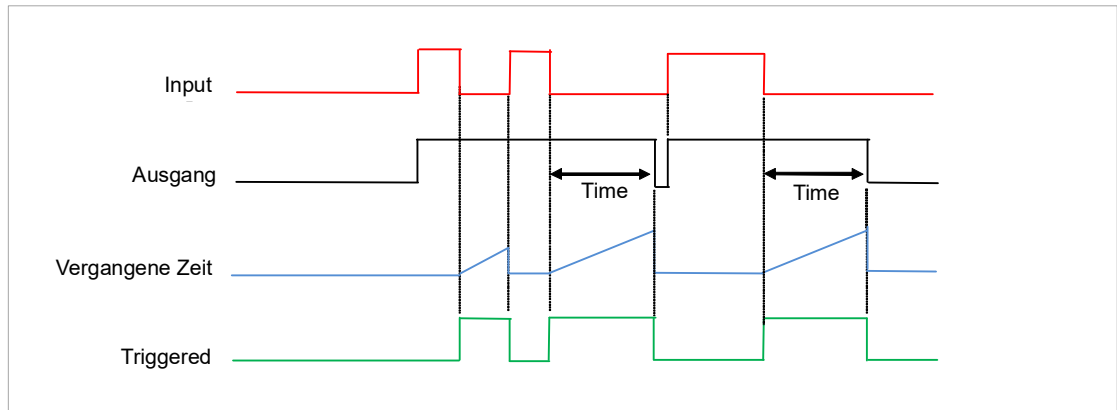 Input
Ausgang
Time
Time
Vergangene Zeit
Triggered